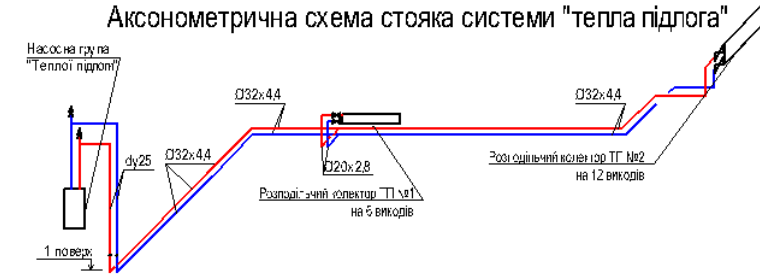 Аксонометрична схема стояка системи "тепла підлога"
Насосна група
"Теплої підлоги"
Ø32x4,4
Ø32x4,4
dy25
Ø32x4,4
Ø20x2,8
Розподільчий колектор ТП №2
на 12 виходів
Розподільчий колектор ТП №1
на 6 виходів
1 поверх